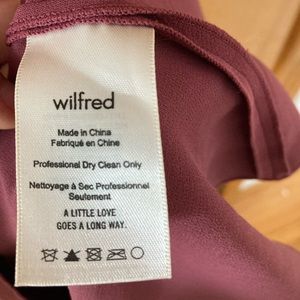 wilfred
Made in China
Fabriqué en Chine
Professional Dry Clean Only
Nettoyage à Sec Professionnel
Seulement
A LITTLE LOVE
GOES A LONG WAY.